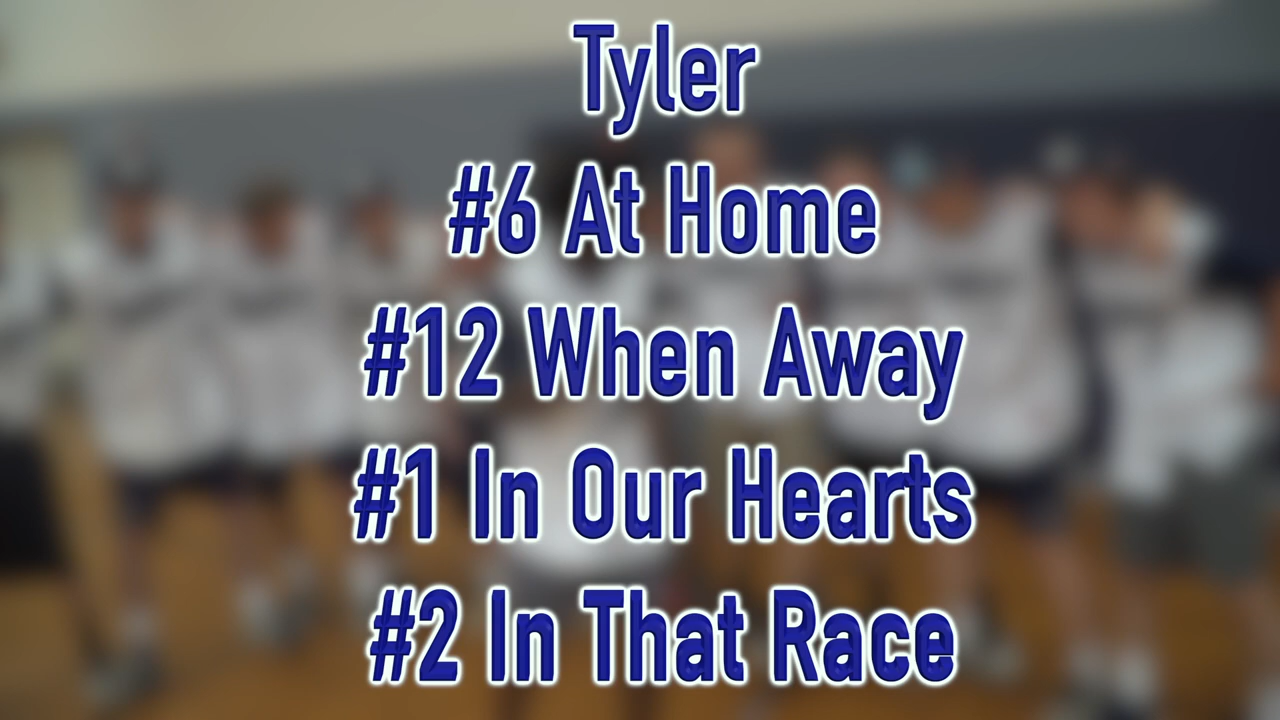 Tyler
#6 At Home
#12 When Away
#1 In Our Hearts
#2 In That Race